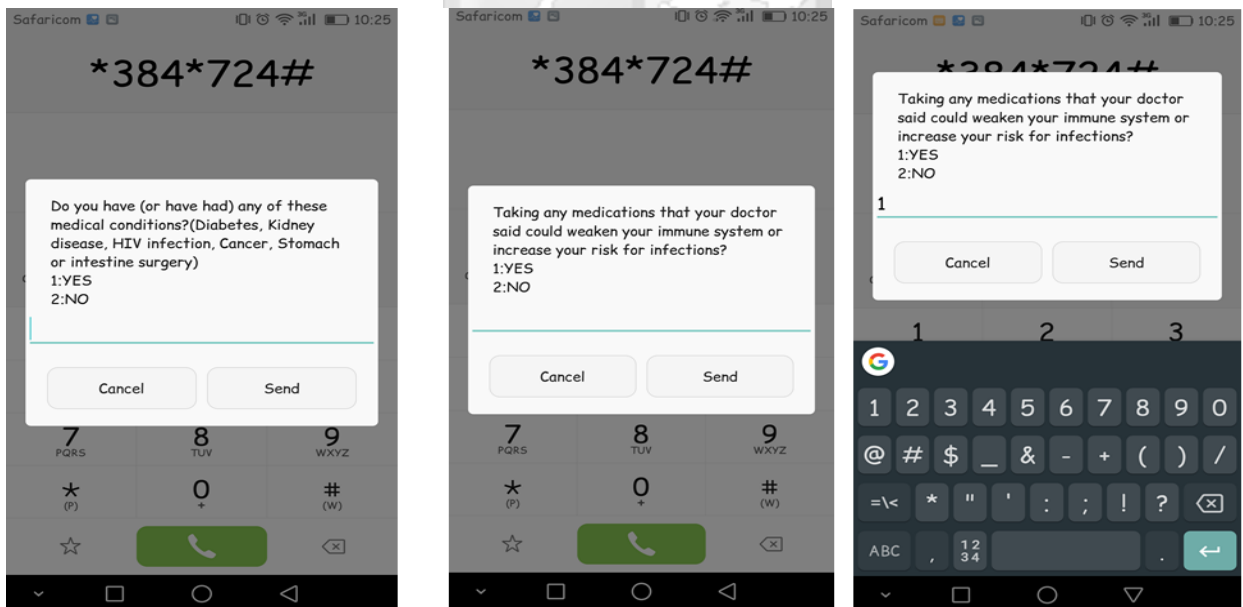 Safaricom 3G 10:25
*384*724#
Do you have (or have had) any of these
medical conditions?(Diabetes, Kidney
disease, HIV infection, Cancer, Stomach
or intestine surgery)
1:YES
2:NO
Cancel Send
7 8 9
PQRS TUV WXYZ
* 0 #
(P) + (W)
Safaricom 3G 10:25
*384*724#
Taking any medications that your doctor
said could weaken your immune system or
increase your risk for infections?
1:YES
2:NO
Cancel Send
7 8 9
PQRS TUV WXYZ
* 0 #
(P) + (W)
Safaricom 3G 10:25
*384*724#
Taking any medications that your doctor
said could weaken your immune system or
increase your risk for infections?
1:YES
2:NO
1
Cancel Send
1 2 3
G
1 2 3 4 5 6 7 8 9 0
@ # $ _ & - + ( ) /
=\< * " ' : ; ! ?
ABC , 12 .
34